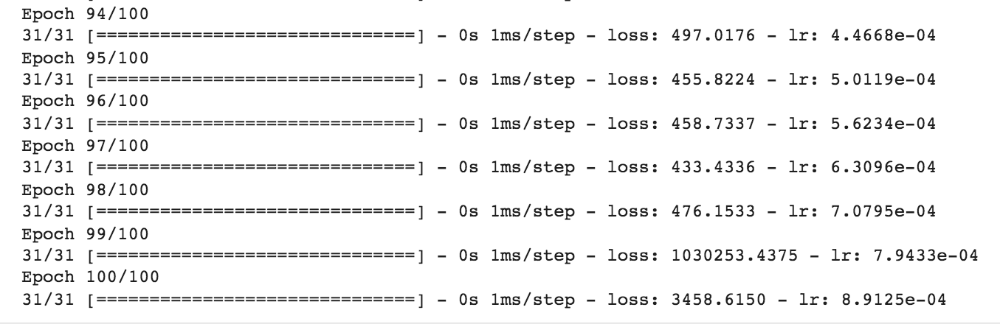 Epoch 94/100
31/31 [==============================] - 0s 1ms/step - loss: 497.0176 - lr: 4.4668e-04
Epoch 95/100
31/31 [==============================] - 0s 1ms/step - loss: 455.8224 - lr: 5.0119e-04
Epoch 96/100
31/31 [==============================] - 0s 1ms/step - loss: 458.7337 - lr: 5.6234e-04
Epoch 97/100
31/31 [==============================] - 0s 1ms/step - loss: 433.4336 - lr: 6.3096e-04
Epoch 98/100
31/31 [==============================] - 0s 1ms/step - loss: 476.1533 - lr: 7.0795e-04
Epoch 99/100
31/31 [==============================] - 0s 1ms/step - loss: 1030253.4375 - lr: 7.9433e-04
Epoch 100/100
31/31 [==============================] - 0s 1ms/step - loss: 3458.6150 - lr: 8.9125e-04